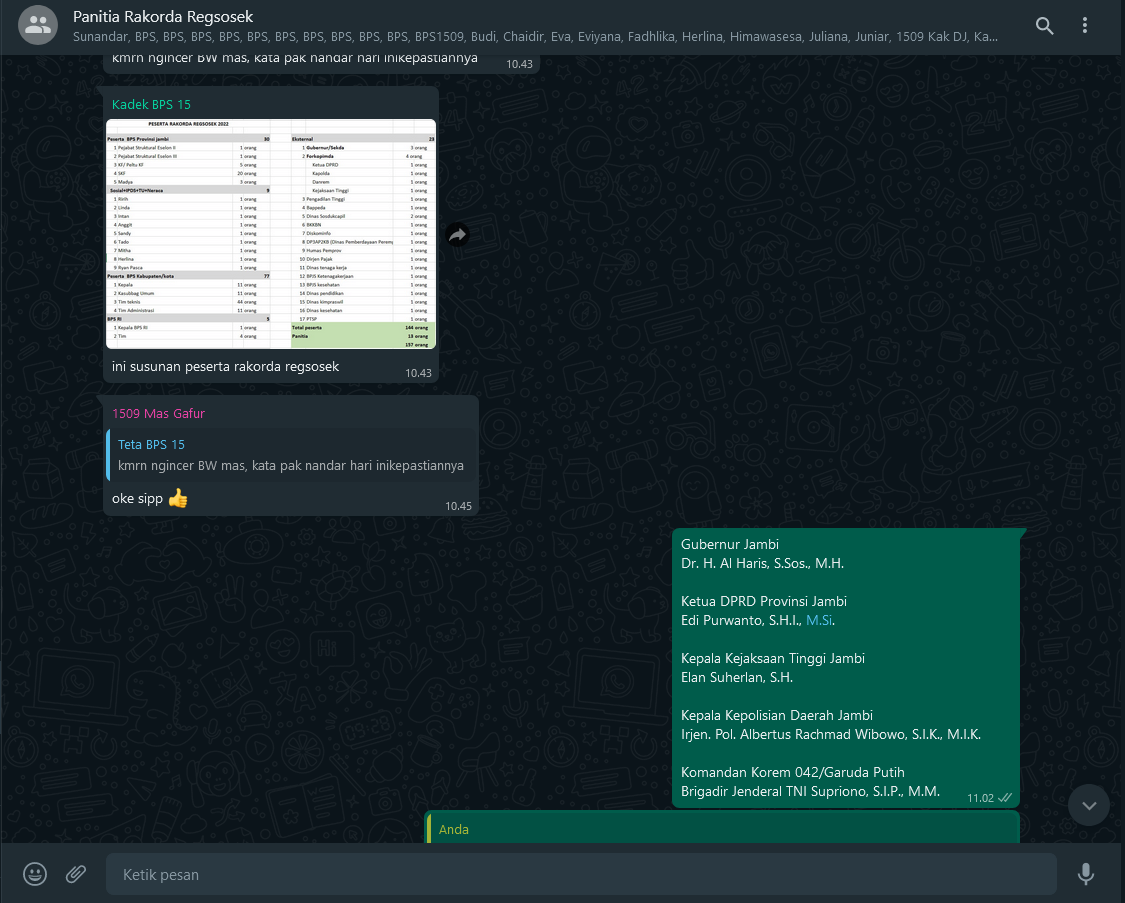 Panitia Rakorda Regsosek
Sunandar, BPS, BPS, BPS, BPS, BPS, BPS, BPS, BPS, BPS, BPS, BPS, BPS1509, Budi, Chaidir, Eva, Eviyana, Fadhlika, Herlina, Himawasesa, Juliana, Juniar, 1509 Kak DJ, Ka...
kmrn ngincer BW mas, kata pak nandar hari inikepastiannya
10.43
Kadek BPS 15
PESERTA RAKORDA REGSOSEK 2022
Peserta BPS Provinsi Jambi 30
1 Pejabat Struktural Eselon II 1 orang
2 Pejabat Struktural Eselon III 1 orang
3 KF/ Peltu KF 5 orang
4 SKF 20 orang
5 Madya 3 orang
Sosial+IPDS+TU+Neraca 9
1 Ririh 1 orang
2 Linda 1 orang
3 Intan 1 orang
4 Anggit 1 orang
5 Sandy 1 orang
6 Tado 1 orang
7 Mitha 1 orang
8 Herlina 1 orang
9 Ryan Pasca 1 orang
Peserta BPS Kabupaten/kota 77
1 Kepala 11 orang
2 Kasubbag Umum 11 orang
3 Tim teknis 44 orang
4 Tim Administrasi 11 orang
BPS RI 5
1 Kepala BPS RI 1 orang
2 Tim 4 orang
Eksternal 23
1 Gubernur/Sekda 3 orang
2 Forkopimda 4 orang
Ketua DPRD 1 orang
Kapolda 1 orang
Danrem 1 orang
Kejaksaan Tinggi 1 orang
3 Pengadilan Tinggi 1 orang
4 Bappeda 1 orang
5 Dinas Sosdukcapil 2 orang
6 BKKBN 1 orang
7 Diskominfo 1 orang
8 DP3AP2KB (Dinas Pemberdayaan Peremp 1 orang
9 Humas Pemprov 1 orang
10 Dirjen Pajak 1 orang
11 Dinas tenaga kerja 1 orang
12 BPJS Ketenagakerjaan 1 orang
13 BPJS kesehatan 1 orang
14 Dinas pendidikan 1 orang
15 Dinas kimpraswil 1 orang
16 Dinas kesehatan 1 orang
17 PTSP 1 orang
Total peserta 144 orang
Panitia 13 orang
157 orang
ini susunan peserta rakorda regsosek
10.43
1509 Mas Gafur
Teta BPS 15
kmrn ngincer BW mas, kata pak nandar hari inikepastiannya
oke sipp 👍
10.45
Gubernur Jambi
Dr. H. Al Haris, S.Sos., M.H.
Ketua DPRD Provinsi Jambi
Edi Purwanto, S.H.I., M.Si.
Kepala Kejaksaan Tinggi Jambi
Elan Suherlan, S.H.
Kepala Kepolisian Daerah Jambi
Irjen. Pol. Albertus Rachmad Wibowo, S.I.K., M.I.K.
Komandan Korem 042/Garuda Putih
Brigadir Jenderal TNI Supriono, S.I.P., M.M.
11.02
Anda
Ketik pesan